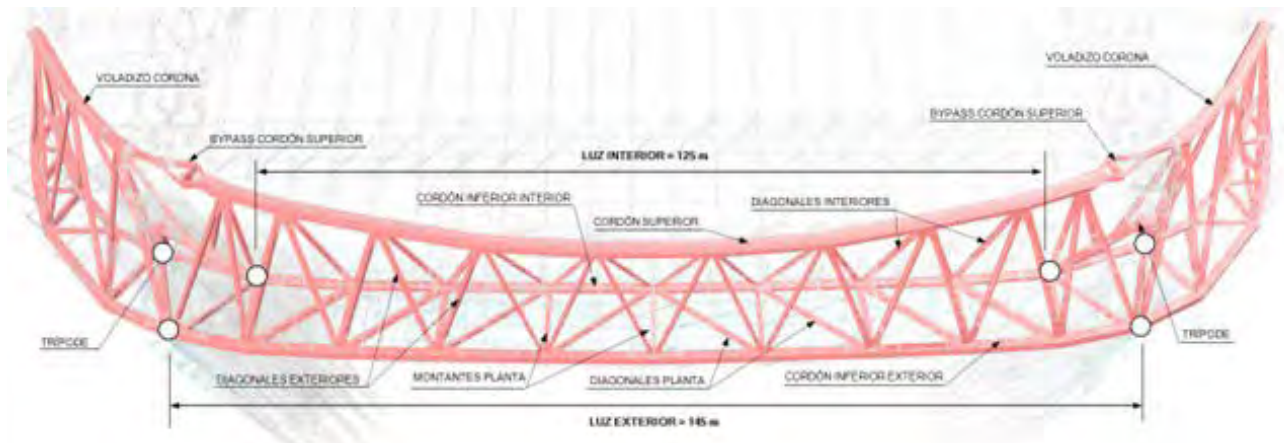 VOLADIZO CORONA
VOLADIZO CORONA
BYPASS CORDÓN SUPERIOR
BYPASS CORDÓN SUPERIOR
LUZ INTERIOR = 125 m
CORDÓN INFERIOR INTERIOR
DIAGONALES INTERIORES
CORDÓN SUPERIOR
TRÍPODE
TRÍPODE
DIAGONALES EXTERIORES
MONTANTES PLANTA
DIAGONALES PLANTA
CORDÓN INFERIOR EXTERIOR
LUZ EXTERIOR = 145 m